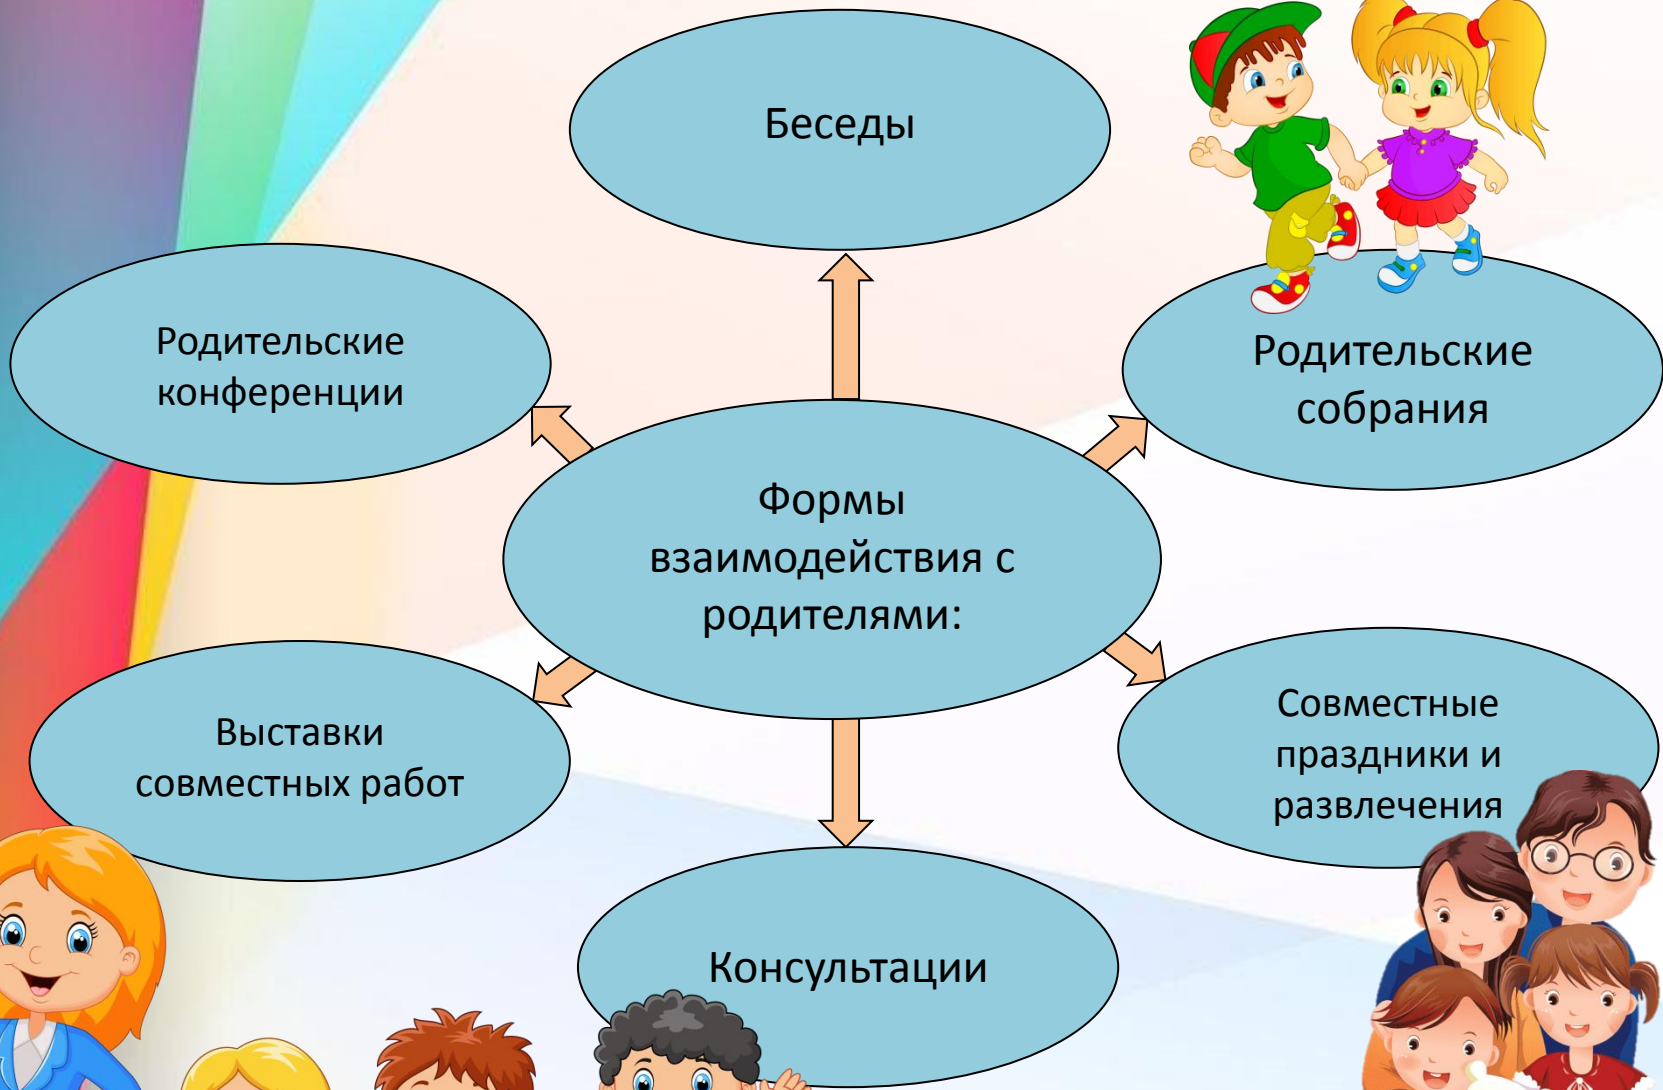 Беседы
Родительские
конференции
Родительские
собрания
Формы
взаимодействия с
родителями:
Выставки
совместных работ
Совместные
праздники и
развлечения
Консультации